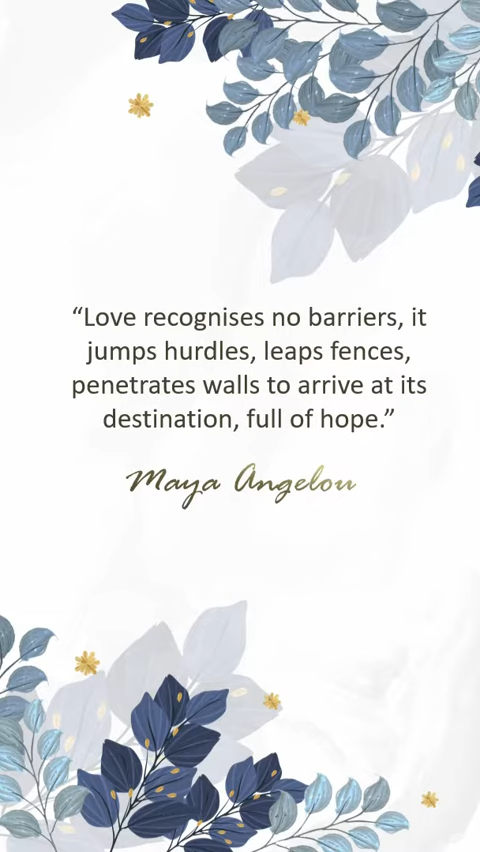 “Love recognises no barriers, it
jumps hurdles, leaps fences,
penetrates walls to arrive at its
destination, full of hope.”
Maya Angelou